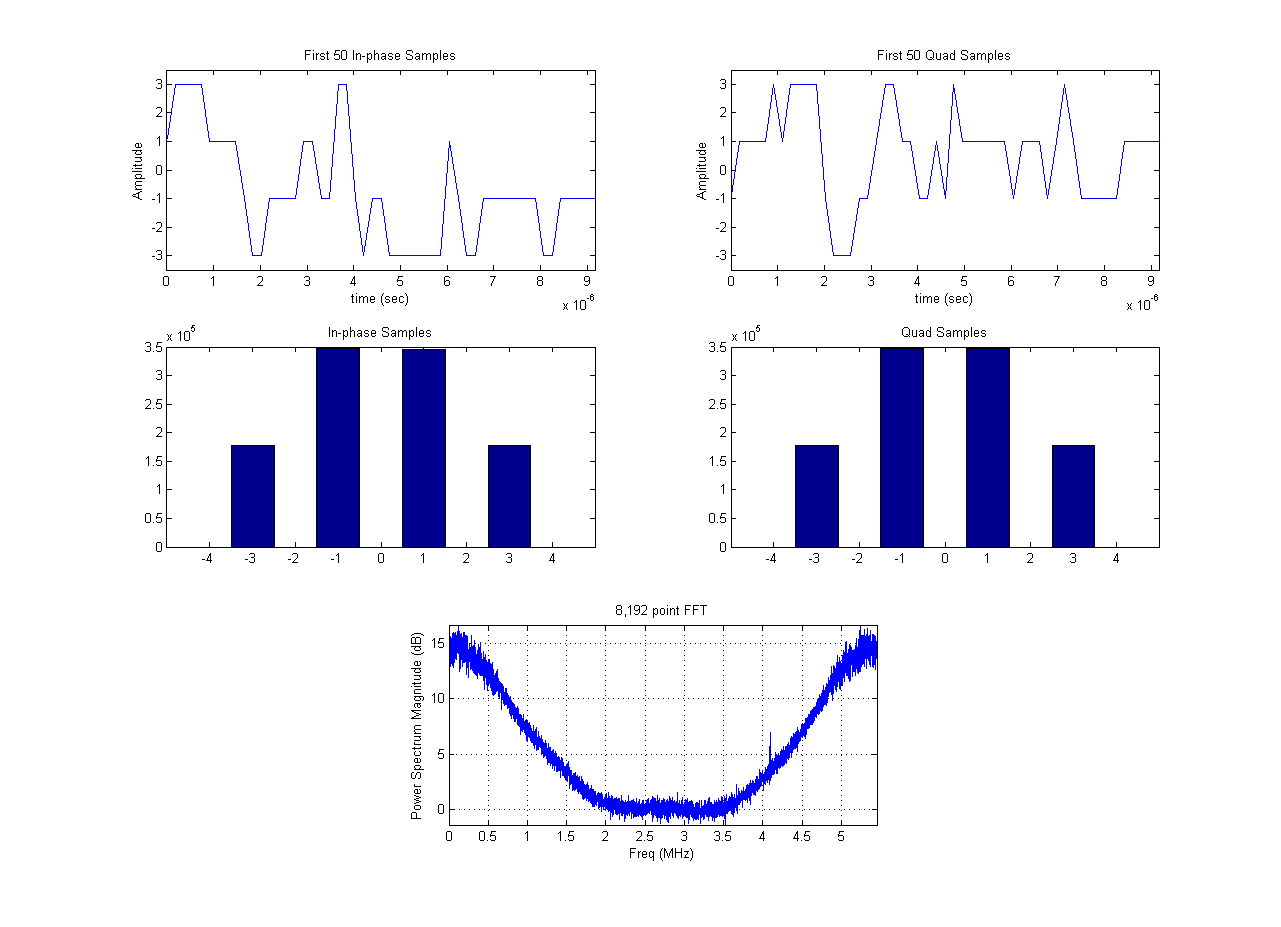 First 50 In-phase Samples
3
2
1
0
-1
-2
-3
Amplitude
0 1 2 3 4 5 6 7 8 9
time (sec)
x 10^-6
First 50 Quad Samples
3
2
1
0
-1
-2
-3
Amplitude
0 1 2 3 4 5 6 7 8 9
time (sec)
x 10^-6
In-phase Samples
x 10^5
3.5
3
2.5
2
1.5
1
0.5
0
-4 -3 -2 -1 0 1 2 3 4
Quad Samples
x 10^5
3.5
3
2.5
2
1.5
1
0.5
0
-4 -3 -2 -1 0 1 2 3 4
8,192 point FFT
15
10
5
0
Power Spectrum Magnitude (dB)
0 0.5 1 1.5 2 2.5 3 3.5 4 4.5 5
Freq (MHz)